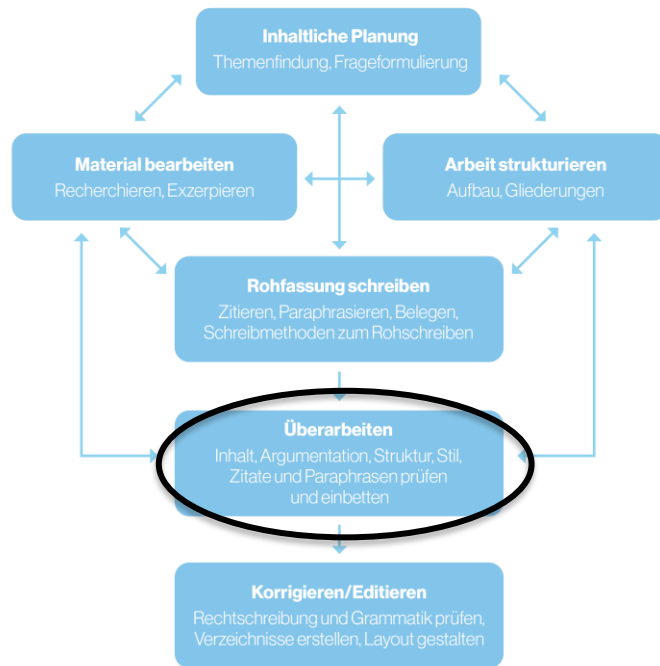 Inhaltliche Planung
Themenfindung, Frageformulierung
Material bearbeiten
Recherchieren, Exzerpieren
Arbeit strukturieren
Aufbau, Gliederungen
Rohfassung schreiben
Zitieren, Paraphrasieren, Belegen,
Schreibmethoden zum Rohschreiben
Überarbeiten
Inhalt, Argumentation, Struktur, Stil,
Zitate und Paraphrasen prüfen
und einbetten
Korrigieren/Editieren
Rechtschreibung und Grammatik prüfen,
Verzeichnisse erstellen, Layout gestalten